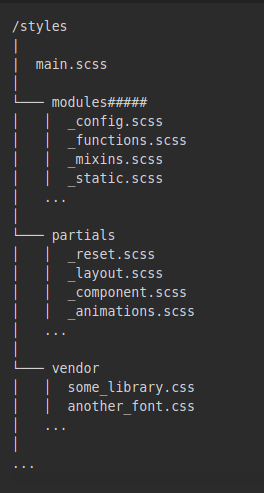 /styles
|
|  main.scss
|
└─── modules#####
|   |  _config.scss
|   |  _functions.scss
|   |  _mixins.scss
|   |  _static.scss
|   ...
|
└─── partials
|   |  _reset.scss
|   |  _layout.scss
|   |  _component.scss
|   |  _animations.scss
|   ...
|
└─── vendor
|   |  some_library.css
|   |  another_font.css
|   ...
|
...